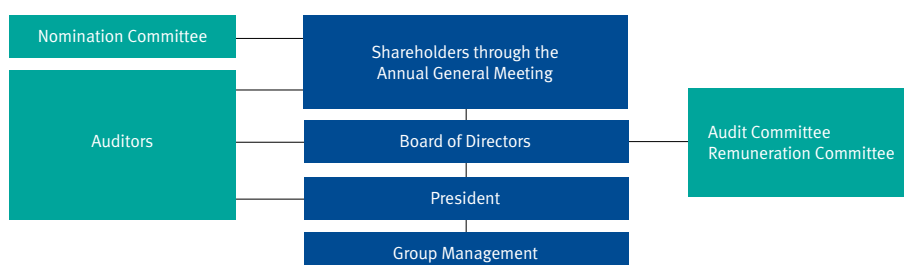 Nomination Committee
Shareholders through the
Annual General Meeting
Auditors
Board of Directors
Audit Committee
Remuneration Committee
President
Group Management